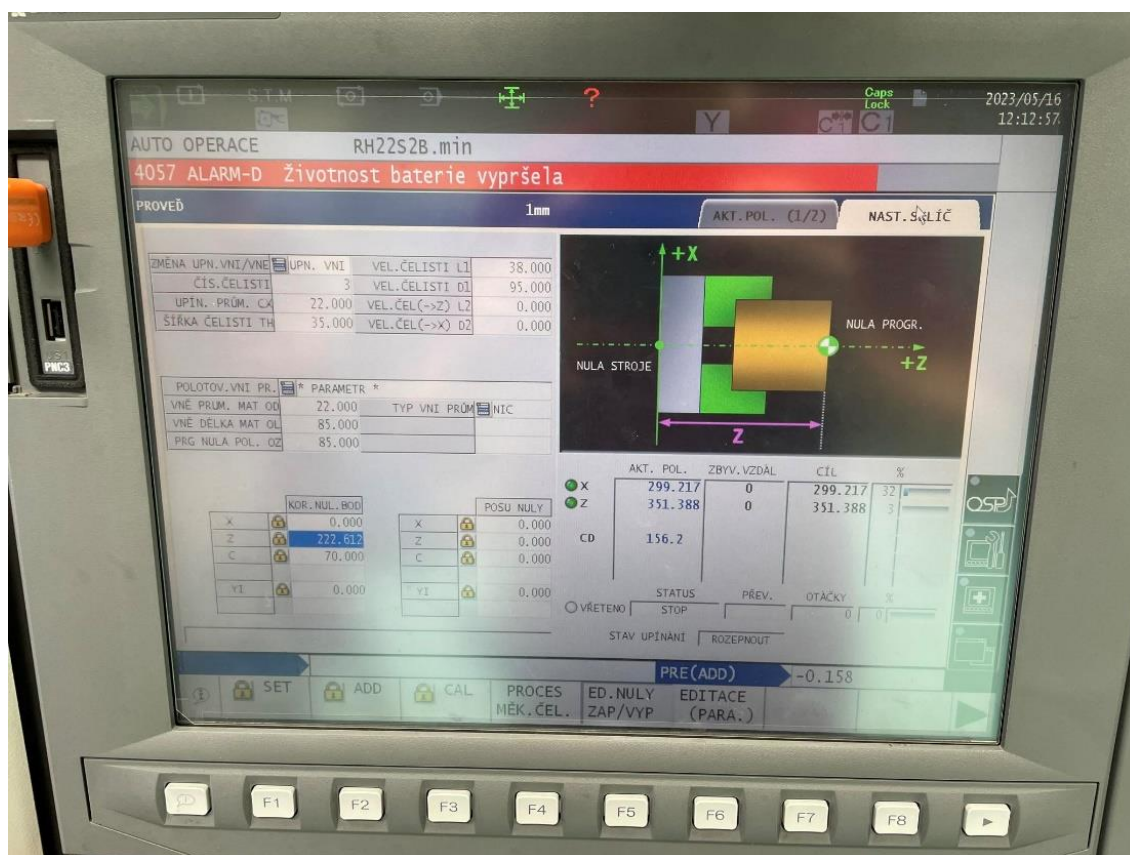 S.T.M
?
Caps Lock
2023/05/16
12:12:57
Y
C1
AUTO OPERACE RH22S2B.min
4057 ALARM-D Životnost baterie vypršela
PROVEĎ 1mm AKT.POL. (1/2) NAST.SKLÍČ
ZMĚNA UPN.VNI/VNE UPN. VNI VEL.ČELISTI L1 38.000
ČÍS.ČELISTI 3 VEL.ČELISTI D1 95.000
UPÍN. PRŮM. CX 22.000 VEL.ČEL(->Z) L2 0.000
ŠÍŘKA ČELISTI TH 35.000 VEL.ČEL(->X) D2 0.000
+X
NULA PROGR.
+Z
NULA STROJE
Z
POLOTOV.VNI PR. * PARAMETR *
VNĚ PRUM. MAT OD 22.000 TYP VNI PRŮM NIC
VNĚ DÉLKA MAT OL 85.000
PRG NULA POL. OZ 85.000
AKT. POL. ZBYV.VZDÁL CÍL %
X 299.217 0 299.217 32
Z 351.388 0 351.388 3
CD 156.2
KOR.NUL.BOD POSU NULY
X 0.000 X 0.000
Z 222.612 Z 0.000
C 70.000 C 0.000
YI 0.000 YI 0.000
STATUS PŘEV. OTÁČKY %
VŘETENO STOP 0 0
STAV UPÍNÁNÍ ROZEPNOUT
PRE(ADD) -0.158
SET ADD CAL PROCES MĚK.ČEL. ED.NULY ZAP/VYP EDITACE (PARA.)
OSP
PNC3
F1 F2 F3 F4 F5 F6 F7 F8